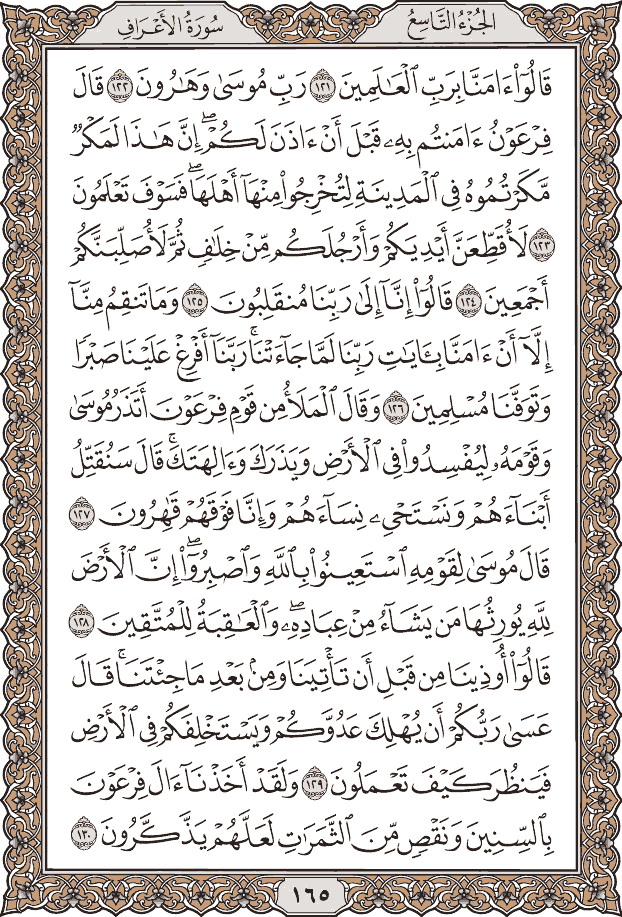 الجُزْءُ التَّاسِعُ
سُورَةُ الأَعْرَافِ
قَالُوٓا۟ ءَامَنَّا بِرَبِّ ٱلْعَٰلَمِينَ ١٢١ رَبِّ مُوسَىٰ وَهَٰرُونَ ١٢٢ قَالَ
فِرْعَوْنُ ءَامَنتُم بِهِۦ قَبْلَ أَنْ ءَاذَنَ لَكُمْ ۖ إِنَّ هَٰذَا لَمَكْرٌ
مَّكَرْتُمُوهُ فِى ٱلْمَدِينَةِ لِتُخْرِجُوا۟ مِنْهَآ أَهْلَهَا ۖ فَسَوْفَ تَعْلَمُونَ
١٢٣ لَأُقَطِّعَنَّ أَيْدِيَكُمْ وَأَرْجُلَكُم مِّنْ خِلَٰفٍ ثُمَّ لَأُصَلِّبَنَّكُمْ
أَجْمَعِينَ ١٢٤ قَالُوٓا۟ إِنَّآ إِلَىٰ رَبِّنَا مُنقَلِبُونَ ١٢٥ وَمَا تَنقِمُ مِنَّآ
إِلَّآ أَنْ ءَامَنَّا بِـَٔايَٰتِ رَبِّنَا لَمَّا جَآءَتْنَا ۚ رَبَّنَآ أَفْرِغْ عَلَيْنَا صَبْرًا
وَتَوَفَّنَا مُسْلِمِينَ ١٢٦ وَقَالَ ٱلْمَلَأُ مِن قَوْمِ فِرْعَوْنَ أَتَذَرُ مُوسَىٰ
وَقَوْمَهُۥ لِيُفْسِدُوا۟ فِى ٱلْأَرْضِ وَيَذَرَكَ وَءَالِهَتَكَ ۚ قَالَ سَنُقَتِّلُ
أَبْنَآءَهُمْ وَنَسْتَحْىِۦ نِسَآءَهُمْ وَإِنَّا فَوْقَهُمْ قَٰهِرُونَ ١٢٧
قَالَ مُوسَىٰ لِقَوْمِهِ ٱسْتَعِينُوا۟ بِٱللَّهِ وَٱصْبِرُوٓا۟ ۖ إِنَّ ٱلْأَرْضَ
لِلَّهِ يُورِثُهَا مَن يَشَآءُ مِنْ عِبَادِهِۦ ۖ وَٱلْعَٰقِبَةُ لِلْمُتَّقِينَ ١٢٨
قَالُوٓا۟ أُوذِينَا مِن قَبْلِ أَن تَأْتِيَنَا وَمِنۢ بَعْدِ مَا جِئْتَنَا ۚ قَالَ
عَسَىٰ رَبُّكُمْ أَن يُهْلِكَ عَدُوَّكُمْ وَيَسْتَخْلِفَكُمْ فِى ٱلْأَرْضِ
فَيَنظُرَ كَيْفَ تَعْمَلُونَ ١٢٩ وَلَقَدْ أَخَذْنَآ ءَالَ فِرْعَوْنَ
بِٱلسِّنِينَ وَنَقْصٍ مِّنَ ٱلثَّمَرَٰتِ لَعَلَّهُمْ يَذَّكَّرُونَ ١٣٠
١٦٥